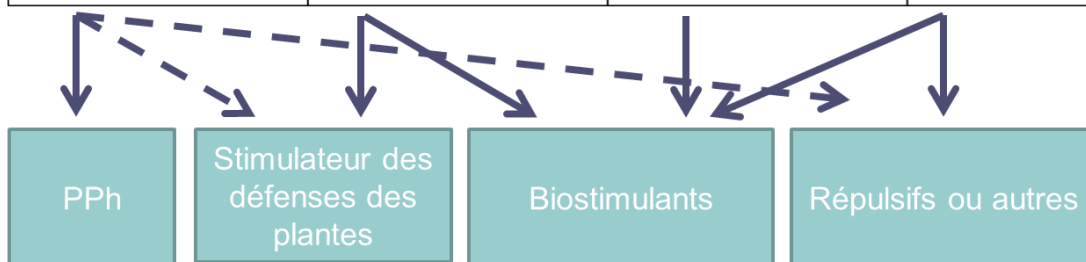 PPh
Stimulateur des
défenses des
plantes
Biostimulants
Répulsifs ou autres